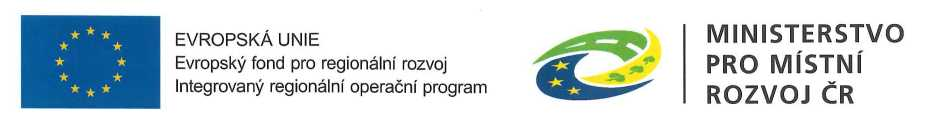 EVROPSKÁ UNIE
Evropský fond pro regionální rozvoj
Integrovaný regionální operační program
MINISTERSTVO
PRO MÍSTNÍ
ROZVOJ ČR